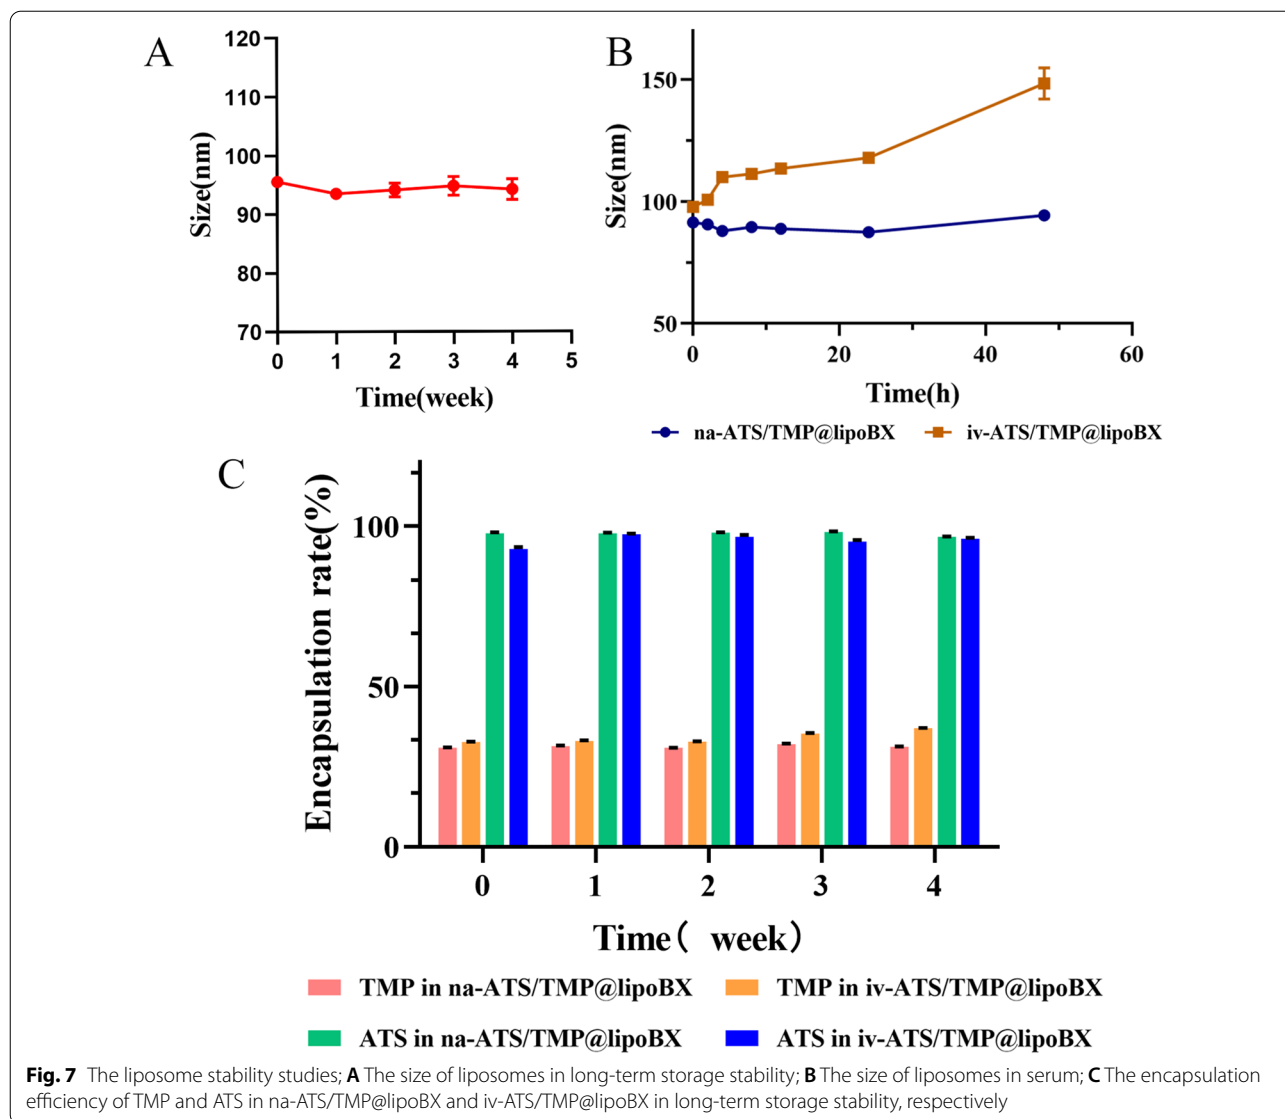 A
120
110
100
90
80
70
Size(nm)
0 1 2 3 4 5
Time(week)
B
150
100
50
Size(nm)
0 20 40 60
Time(h)
na-ATS/TMP@lipoBX iv-ATS/TMP@lipoBX
C
100
50
0
Encapsulation rate(%)
0 1 2 3 4
Time( week)
TMP in na-ATS/TMP@lipoBX TMP in iv-ATS/TMP@lipoBX
ATS in na-ATS/TMP@lipoBX ATS in iv-ATS/TMP@lipoBX
Fig. 7 The liposome stability studies; A The size of liposomes in long-term storage stability; B The size of liposomes in serum; C The encapsulation
efficiency of TMP and ATS in na-ATS/TMP@lipoBX and iv-ATS/TMP@lipoBX in long-term storage stability, respectively